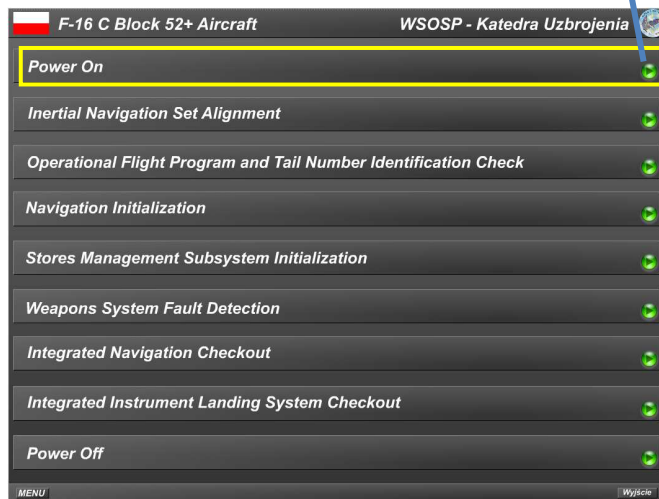 F-16 C Block 52+ Aircraft WSOSP - Katedra Uzbrojenia
Power On
Inertial Navigation Set Alignment
Operational Flight Program and Tail Number Identification Check
Navigation Initialization
Stores Management Subsystem Initialization
Weapons System Fault Detection
Integrated Navigation Checkout
Integrated Instrument Landing System Checkout
Power Off
MENU Wyjście